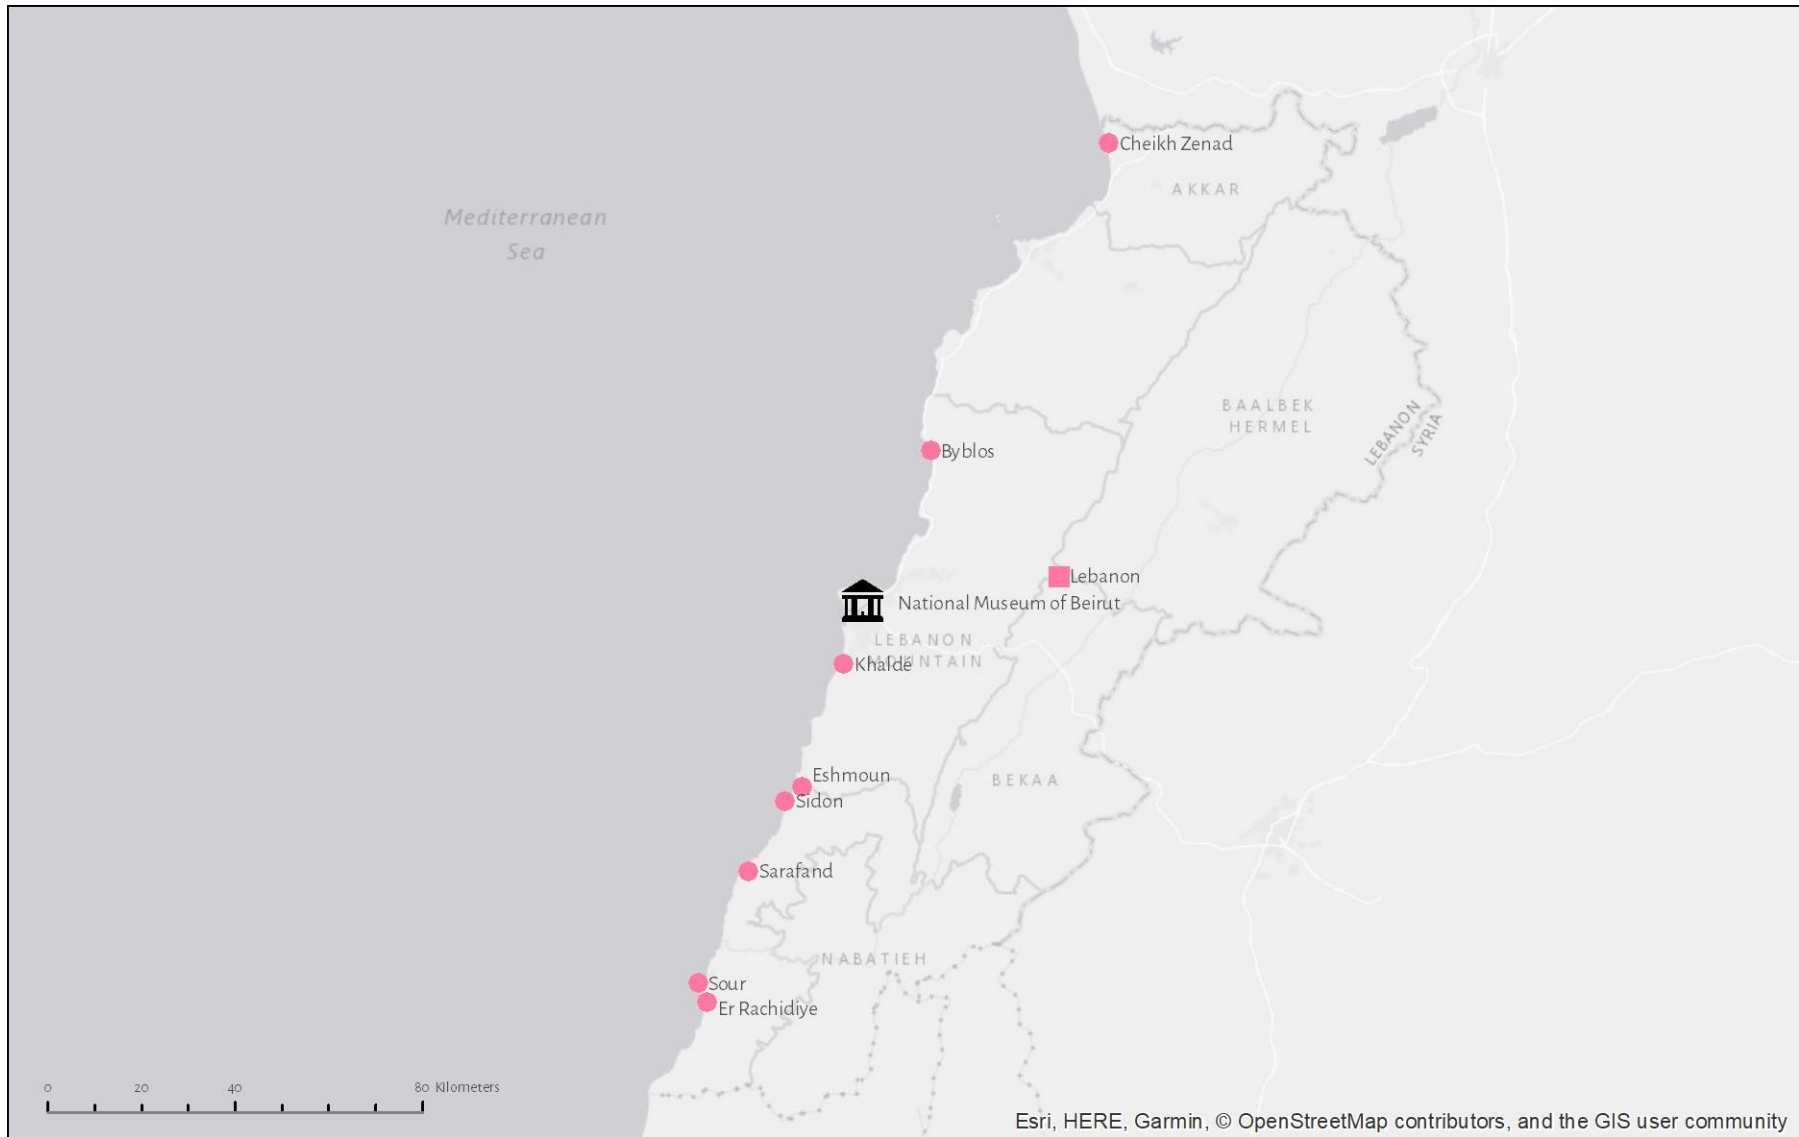 Cheikh Zenad
AKKAR
Mediterranean
Sea
BAALBEK
HERMEL
LEBANON
SYRIA
Byblos
Lebanon
National Museum of Beirut
LEBANON
MOUNTAIN
Khaldé
Eshmoun
BEKAA
Sidon
Sarafand
NABATIEH
Sour
Er Rachidiye
0 20 40 80 Kilometers
Esri, HERE, Garmin, © OpenStreetMap contributors, and the GIS user community